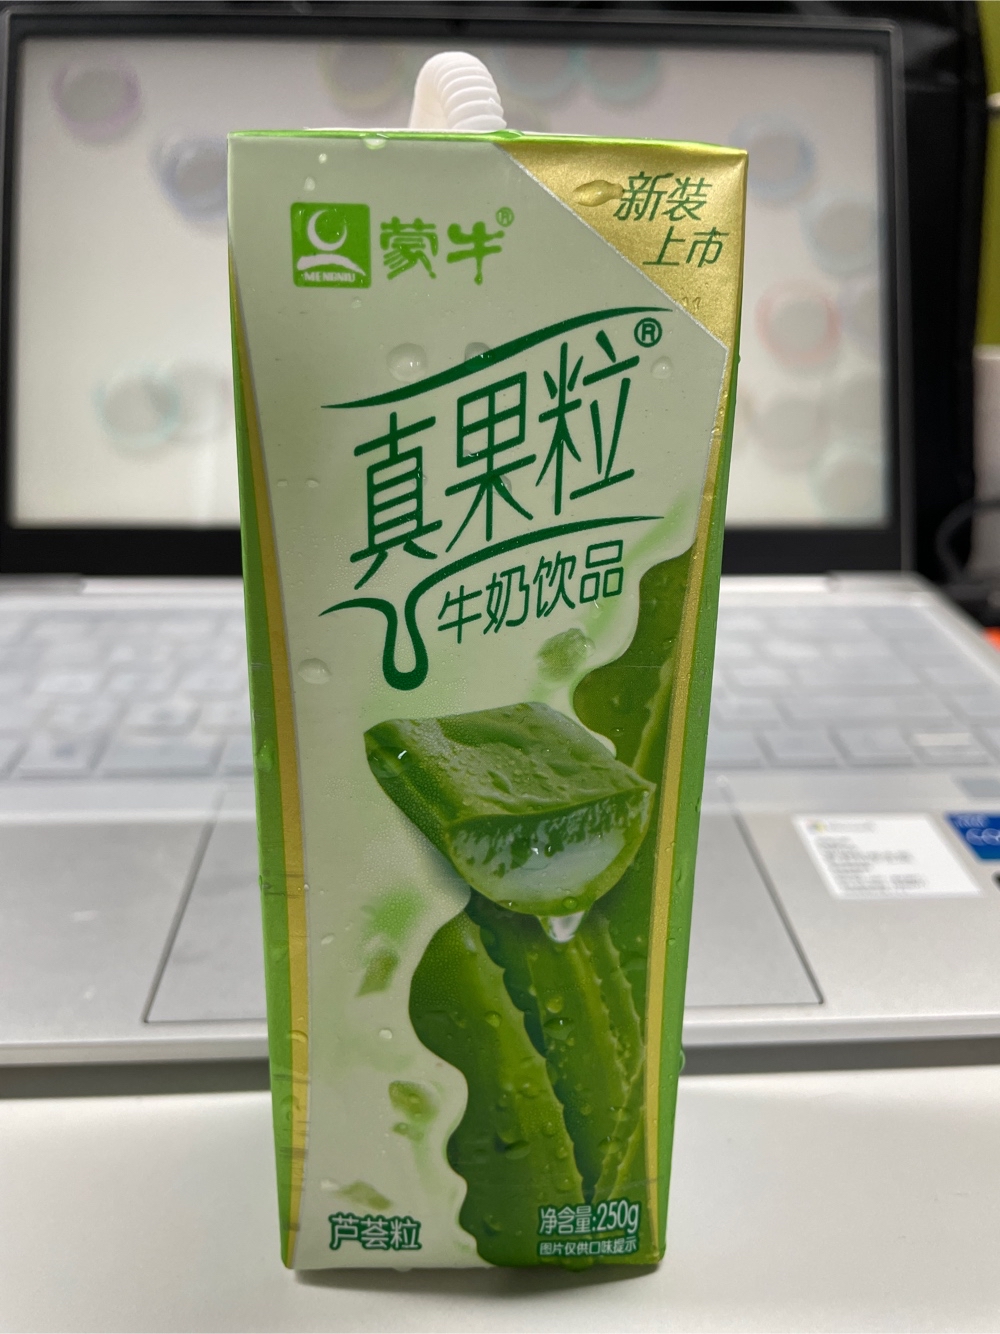 MENGNIU
蒙牛®
新装
上市
真果粒®
牛奶饮品
芦荟粒
净含量:250g
图片仅供口味提示